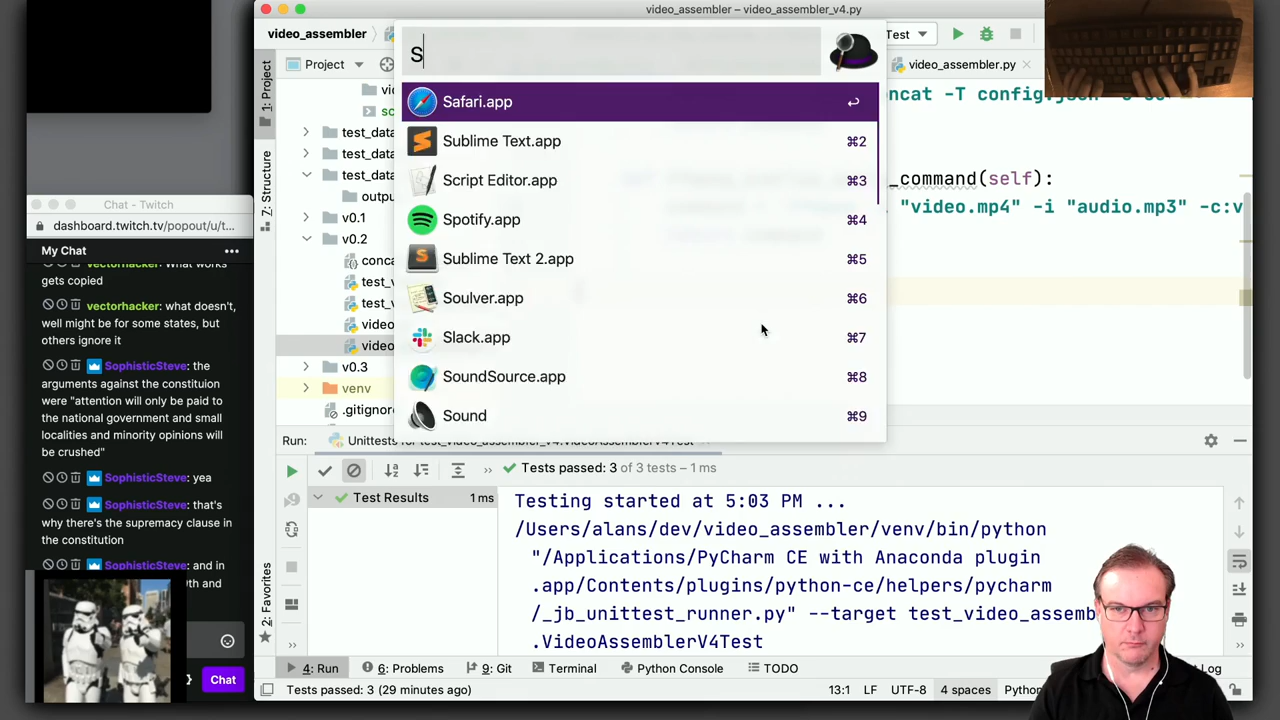 video_assembler – video_assembler_v4.py
video_assembler
Test
S
Project
video_assembler.py
1: Project
7: Structure
2: Favorites
Safari.app
Sublime Text.app ⌘2
Script Editor.app ⌘3
Spotify.app ⌘4
Sublime Text 2.app ⌘5
Soulver.app ⌘6
Slack.app ⌘7
SoundSource.app ⌘8
Sound ⌘9
test_data
test_data
test_data
v0.1
v0.2
v0.3
venv
.gitignore
_command(self):
"video.mp4" -i "audio.mp3" -c:v
Chat - Twitch
dashboard.twitch.tv/popout/u/t...
My Chat
vectorhacker: What works
gets copied
vectorhacker: what doesn't,
well might be for some states, but
others ignore it
SophisticSteve: the
arguments against the constituion
were "attention will only be paid to
the national government and small
localities and minority opinions will
be crushed"
SophisticSteve: yea
SophisticSteve: that's
why there's the supremacy clause in
the constitution
SophisticSteve: and in
Chat
Run:
Tests passed: 3 of 3 tests – 1 ms
Test Results 1 ms
Testing started at 5:03 PM ...
/Users/alans/dev/video_assembler/venv/bin/python
"/Applications/PyCharm CE with Anaconda plugin
.app/Contents/plugins/python-ce/helpers/pycharm
/_jb_unittest_runner.py" --target test_video_assemb
.VideoAssemblerV4Test
4: Run
6: Problems
9: Git
Terminal
Python Console
TODO
Log
Tests passed: 3 (29 minutes ago)
13:1 LF UTF-8 4 spaces